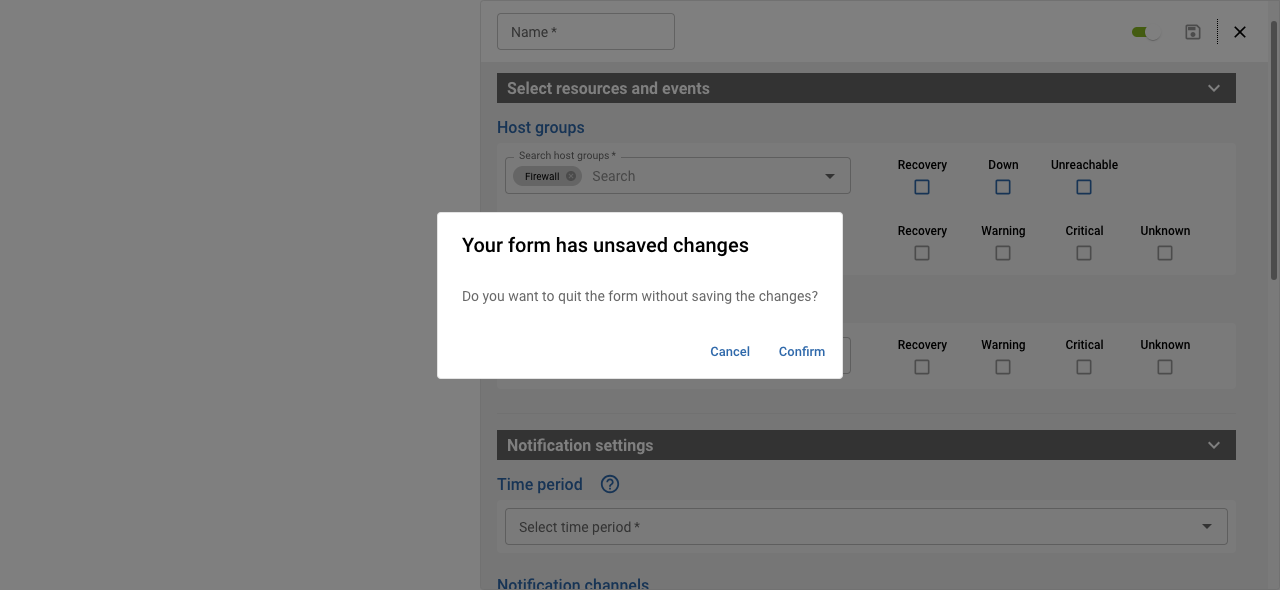 Name *
Select resources and events
Host groups
Search host groups *
Firewall
Search
Recovery Down Unreachable
Recovery Warning Critical Unknown
Your form has unsaved changes
Do you want to quit the form without saving the changes?
Cancel Confirm
Recovery Warning Critical Unknown
Notification settings
Time period
Select time period *
Notification channels